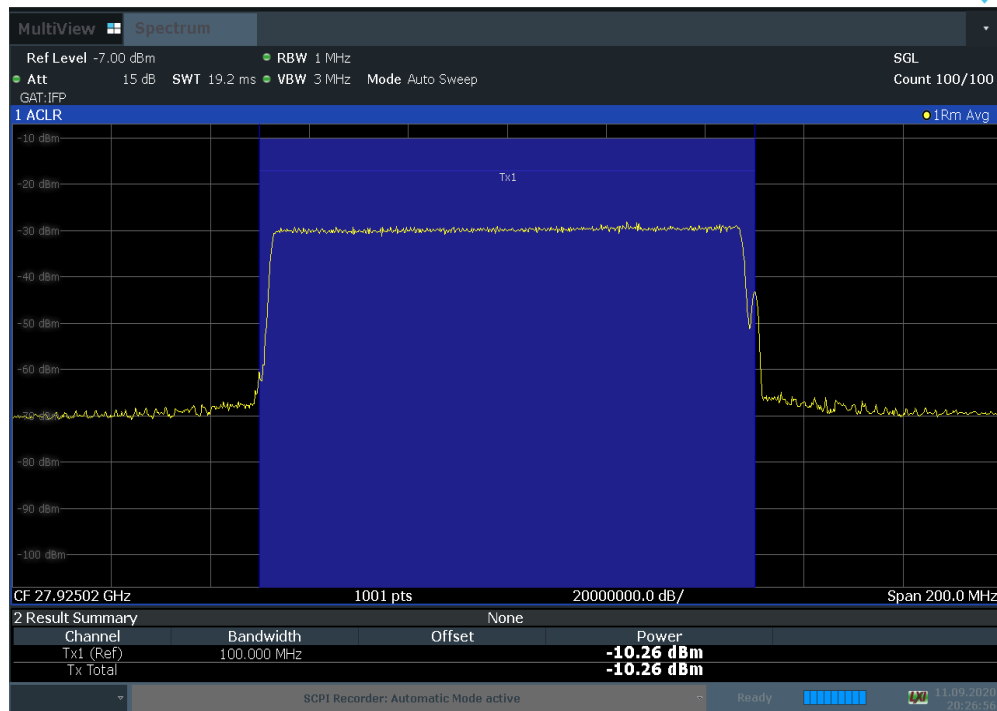 MultiView Spectrum
Ref Level -7.00 dBm RBW 1 MHz SGL
Att 15 dB SWT 19.2 ms VBW 3 MHz Mode Auto Sweep Count 100/100
GAT:IFP
1 ACLR 1Rm Avg
-10 dBm
Tx1
-20 dBm
-30 dBm
-40 dBm
-50 dBm
-60 dBm
-70 dBm
-80 dBm
-90 dBm
-100 dBm
CF 27.92502 GHz 1001 pts 20000000.0 dB/ Span 200.0 MHz
2 Result Summary None
Channel Bandwidth Offset Power
Tx1 (Ref) 100.000 MHz -10.26 dBm
Tx Total -10.26 dBm
SCPI Recorder: Automatic Mode active Ready LXI 11.09.2020
20:26:56